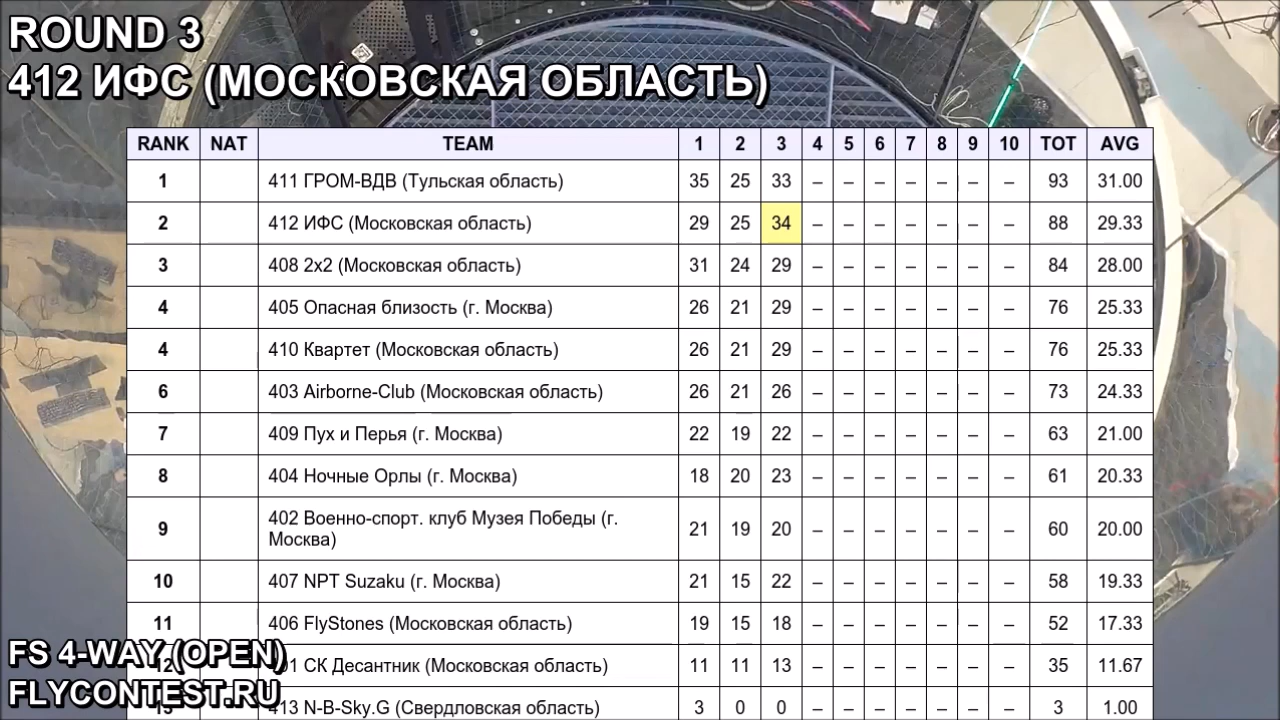 ROUND 3
412 ИФС (МОСКОВСКАЯ ОБЛАСТЬ)
RANK NAT TEAM 1 2 3 4 5 6 7 8 9 10 TOT AVG
1 411 ГРОМ-ВДВ (Тульская область) 35 25 33 – – – – – – – 93 31.00
2 412 ИФС (Московская область) 29 25 34 – – – – – – – 88 29.33
3 408 2x2 (Московская область) 31 24 29 – – – – – – – 84 28.00
4 405 Опасная близость (г. Москва) 26 21 29 – – – – – – – 76 25.33
4 410 Квартет (Московская область) 26 21 29 – – – – – – – 76 25.33
6 403 Airborne-Club (Московская область) 26 21 26 – – – – – – – 73 24.33
7 409 Пух и Перья (г. Москва) 22 19 22 – – – – – – – 63 21.00
8 404 Ночные Орлы (г. Москва) 18 20 23 – – – – – – – 61 20.33
9 402 Военно-спорт. клуб Музея Победы (г. 21 19 20 – – – – – – – 60 20.00
Москва)
10 407 NPT Suzaku (г. Москва) 21 15 22 – – – – – – – 58 19.33
11 406 FlyStones (Московская область) 19 15 18 – – – – – – – 52 17.33
СК Десантник (Московская область) 11 11 13 – – – – – – – 35 11.67
413 N-B-Sky.G (Свердловская область) 3 0 0 – – – – – – – 3 1.00
FS 4-WAY (OPEN)
FLYCONTEST.RU